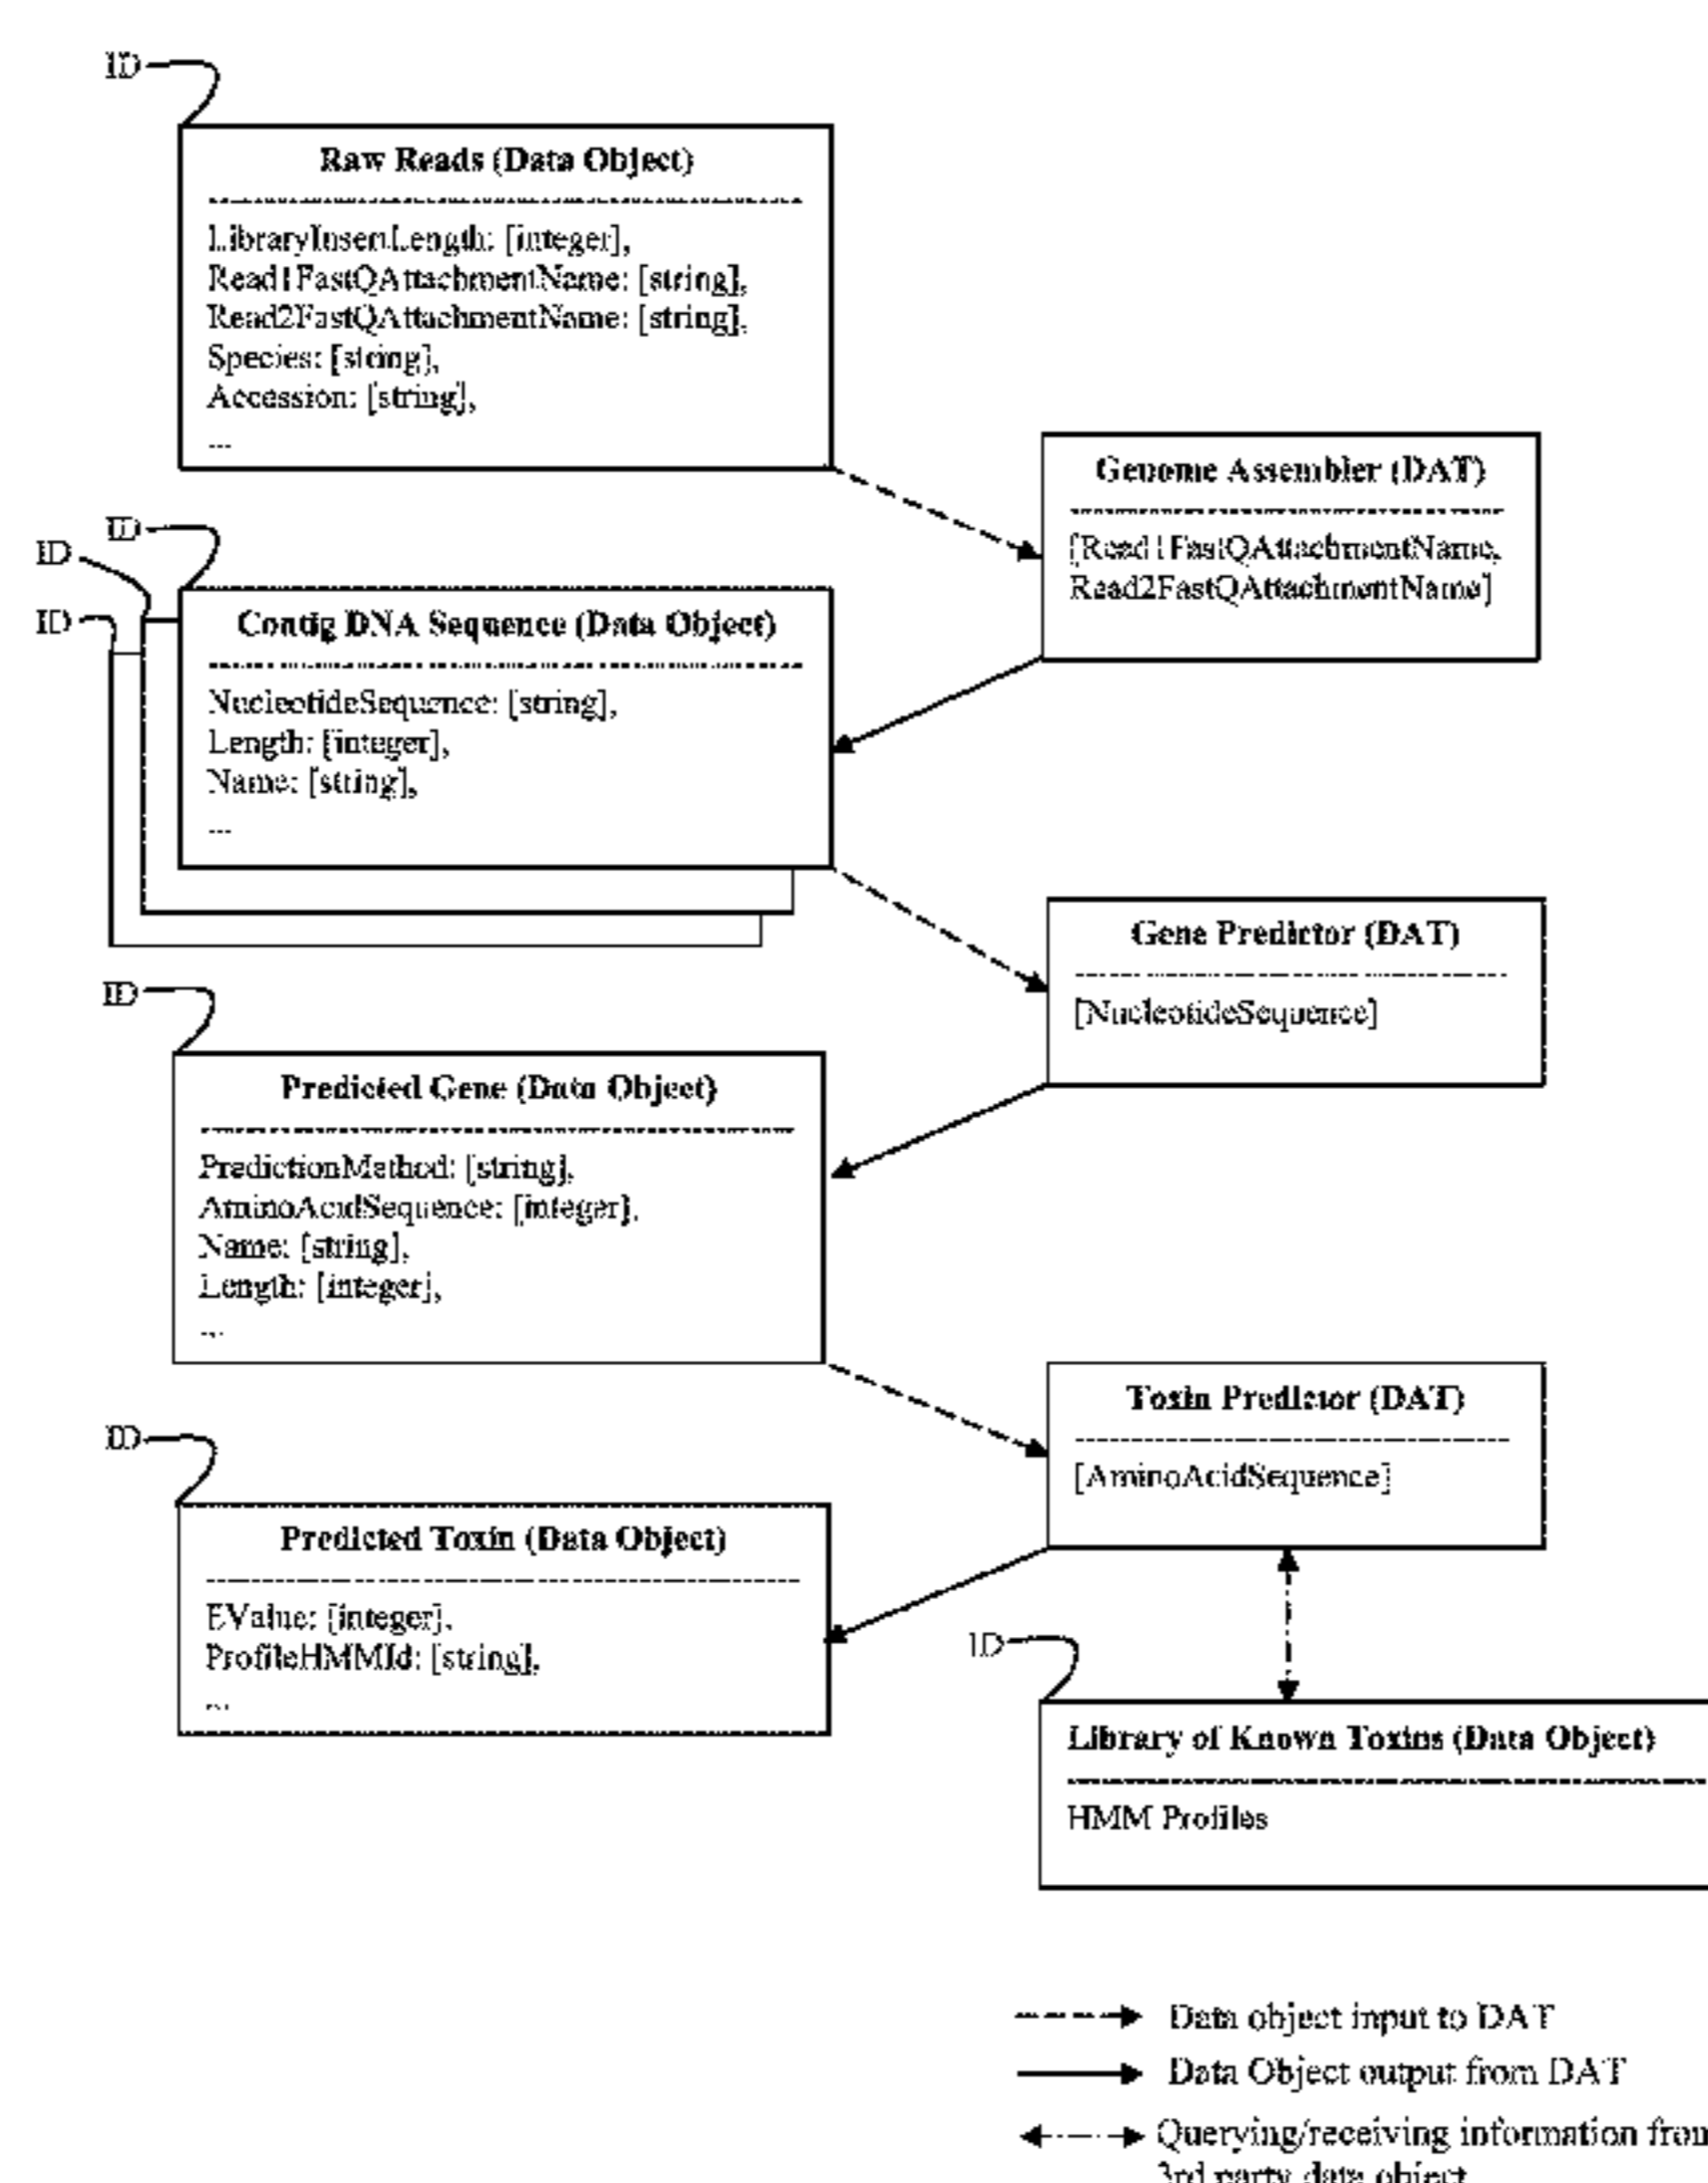 ID
Raw Reads (Data Object)
LibraryInsertLength: [integer],
Read1FastQAttachmentName: [string],
Read2FastQAttachmentName: [string],
Species: [string],
Accession: [string],
...
Genome Assembler (DAT)
[Read1FastQAttachmentName,
Read2FastQAttachmentName]
ID
ID
ID
Contig DNA Sequence (Data Object)
NucleotideSequence: [string],
Length: [integer],
Name: [string],
...
Gene Predictor (DAT)
[NucleotideSequence]
ID
Predicted Gene (Data Object)
PredictionMethod: [string],
AminoAcidSequence: [integer],
Name: [string],
Length: [integer],
...
Toxin Predictor (DAT)
[AminoAcidSequence]
ID
Predicted Toxin (Data Object)
EValue: [integer],
ProfileHMMId: [string],
...
ID
Library of Known Toxins (Data Object)
HMM Profiles
Data object input to DAT
Data Object output from DAT
Querying/receiving information from
3rd party data object